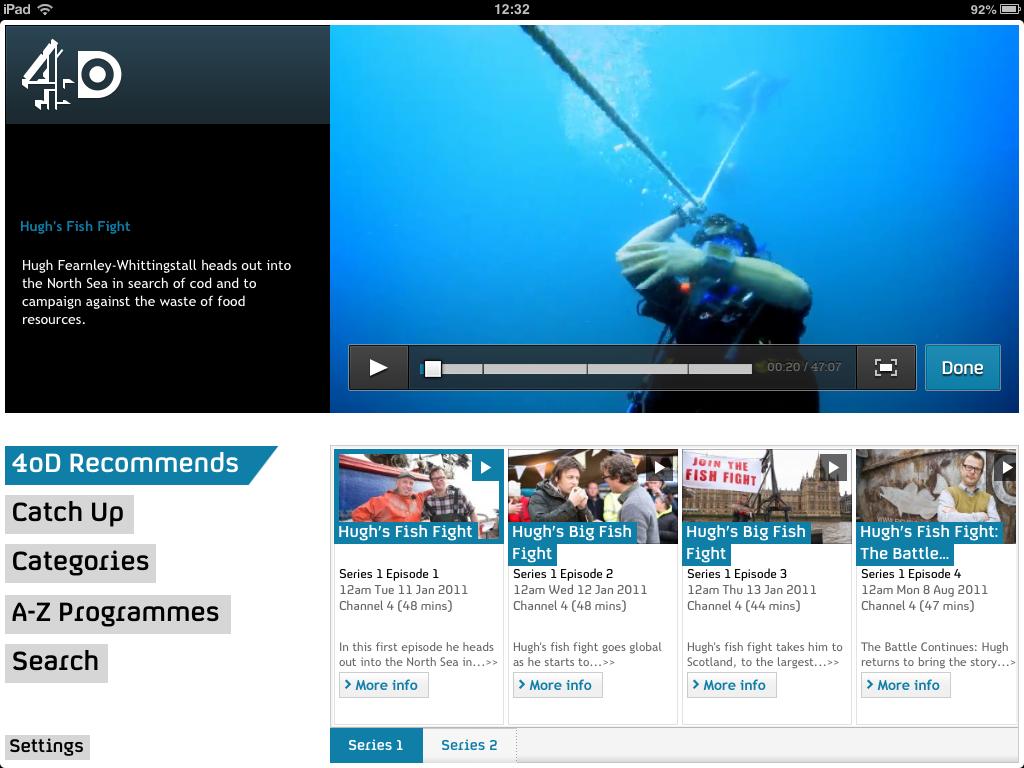 iPad
12:32
92%
4oD
Hugh's Fish Fight
Hugh Fearnley-Whittingstall heads out into
the North Sea in search of cod and to
campaign against the waste of food
resources.
00:20 / 47:07
Done
4oD Recommends
Catch Up
Categories
A-Z Programmes
Search
Settings
Hugh's Fish Fight
Series 1 Episode 1
12am Tue 11 Jan 2011
Channel 4 (48 mins)
In this first episode he heads
out into the North Sea in...>>
> More info
Hugh's Big Fish
Fight
Series 1 Episode 2
12am Wed 12 Jan 2011
Channel 4 (48 mins)
Hugh's fish fight goes global
as he starts to...>>
> More info
JOIN THE
FISH FIGHT
Hugh's Big Fish
Fight
Series 1 Episode 3
12am Thu 13 Jan 2011
Channel 4 (44 mins)
Hugh's fish fight takes him to
Scotland, to the largest...>>
> More info
Hugh's Fish Fight:
The Battle...
Series 1 Episode 4
12am Mon 8 Aug 2011
Channel 4 (47 mins)
The Battle Continues: Hugh
returns to bring the story...>
> More info
Series 1
Series 2